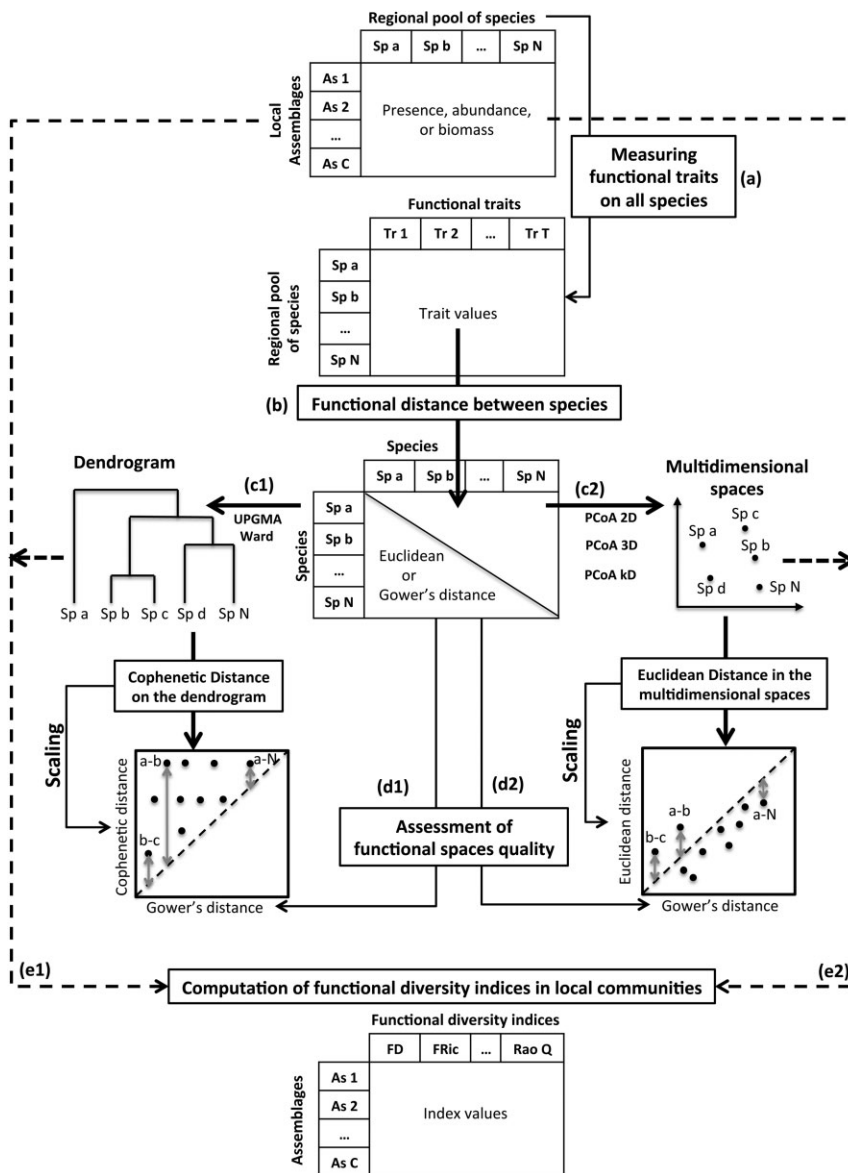 Regional pool of species
Sp a Sp b ... Sp N
Local
Assemblages
As 1
As 2
...
As C
Presence, abundance,
or biomass
Measuring
functional traits
on all species
(a)
Functional traits
Tr 1 Tr 2 ... Tr T
Regional pool
of species
Sp a
Sp b
...
Sp N
Trait values
(b) Functional distance between species
Species
Sp a Sp b ... Sp N
Species
Sp a
Sp b
...
Sp N
Euclidean
or
Gower's distance
Dendrogram
(c1)
UPGMA
Ward
Sp a Sp b Sp c Sp d Sp N
(c2)
PCoA 2D
PCoA 3D
PCoA kD
Multidimensional
spaces
Sp c
Sp a
Sp b
Sp d
Sp N
Cophenetic Distance
on the dendrogram
Scaling
a-b
a-N
b-c
Cophenetic distance
Gower's distance
(d1) (d2)
Assessment of
functional spaces quality
Euclidean Distance in the
multidimensional spaces
Scaling
a-b
b-c
a-N
Euclidean distance
Gower's distance
(e1)
(e2)
Computation of functional diversity indices in local communities
Functional diversity indices
FD FRic ... Rao Q
Assemblages
As 1
As 2
...
As C
Index values